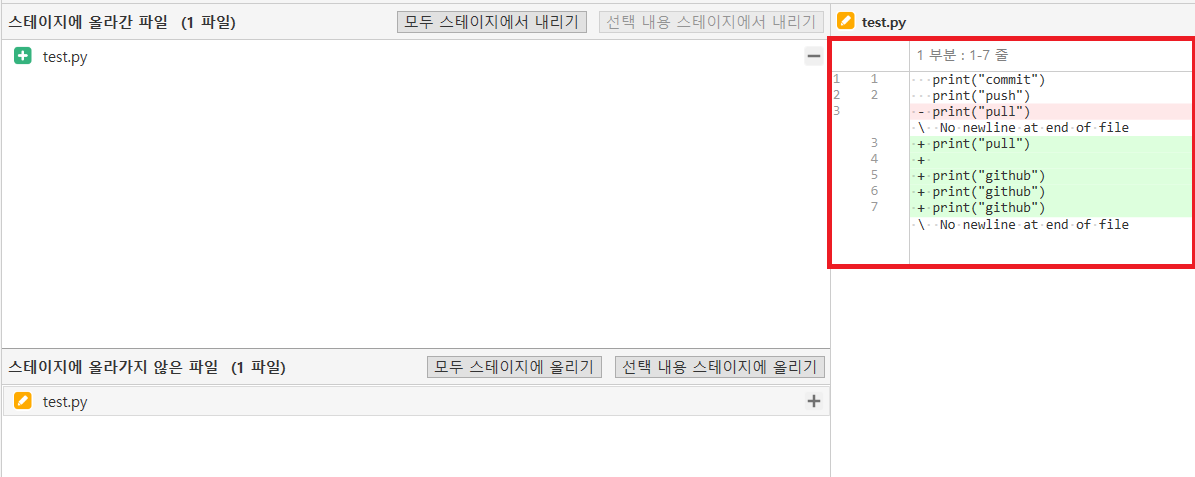 스테이지에 올라간 파일 (1 파일)
모두 스테이지에서 내리기
선택 내용 스테이지에서 내리기
test.py
스테이지에 올라가지 않은 파일 (1 파일)
모두 스테이지에 올리기
선택 내용 스테이지에 올리기
test.py
test.py
1 부분 : 1-7 줄
1 1 print("commit")
2 2 print("push")
3 - print("pull")
\ No newline at end of file
3 + print("pull")
4 +
5 + print("github")
6 + print("github")
7 + print("github")
\ No newline at end of file